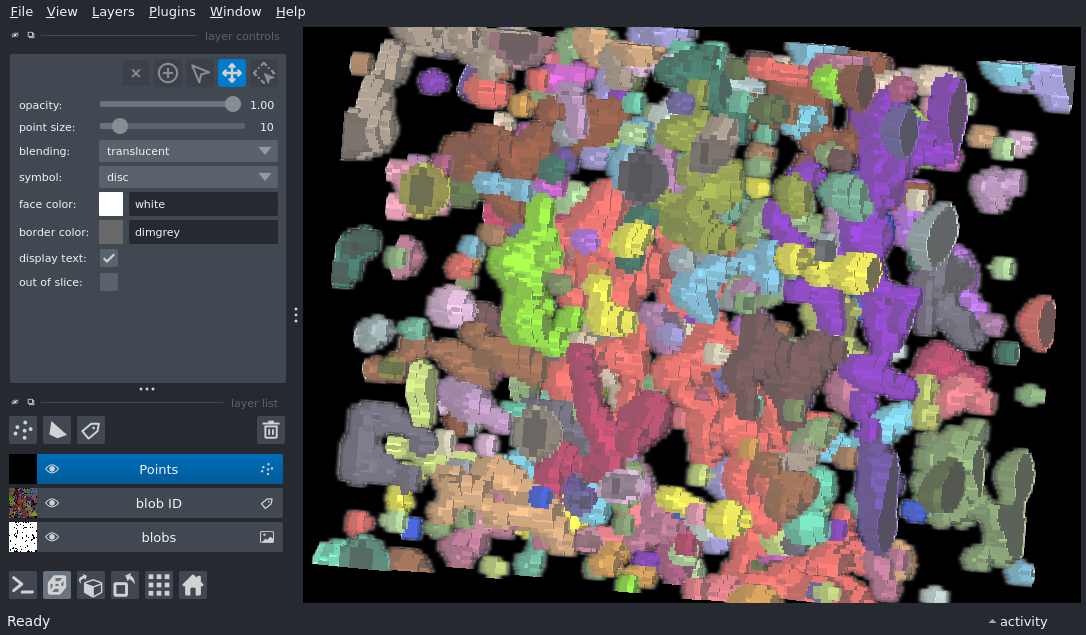 File View Layers Plugins Window Help
layer controls
opacity: 1.00
point size: 10
blending: translucent
symbol: disc
face color: white
border color: dimgrey
display text:
out of slice:
layer list
Points
blob ID
blobs
Ready
activity